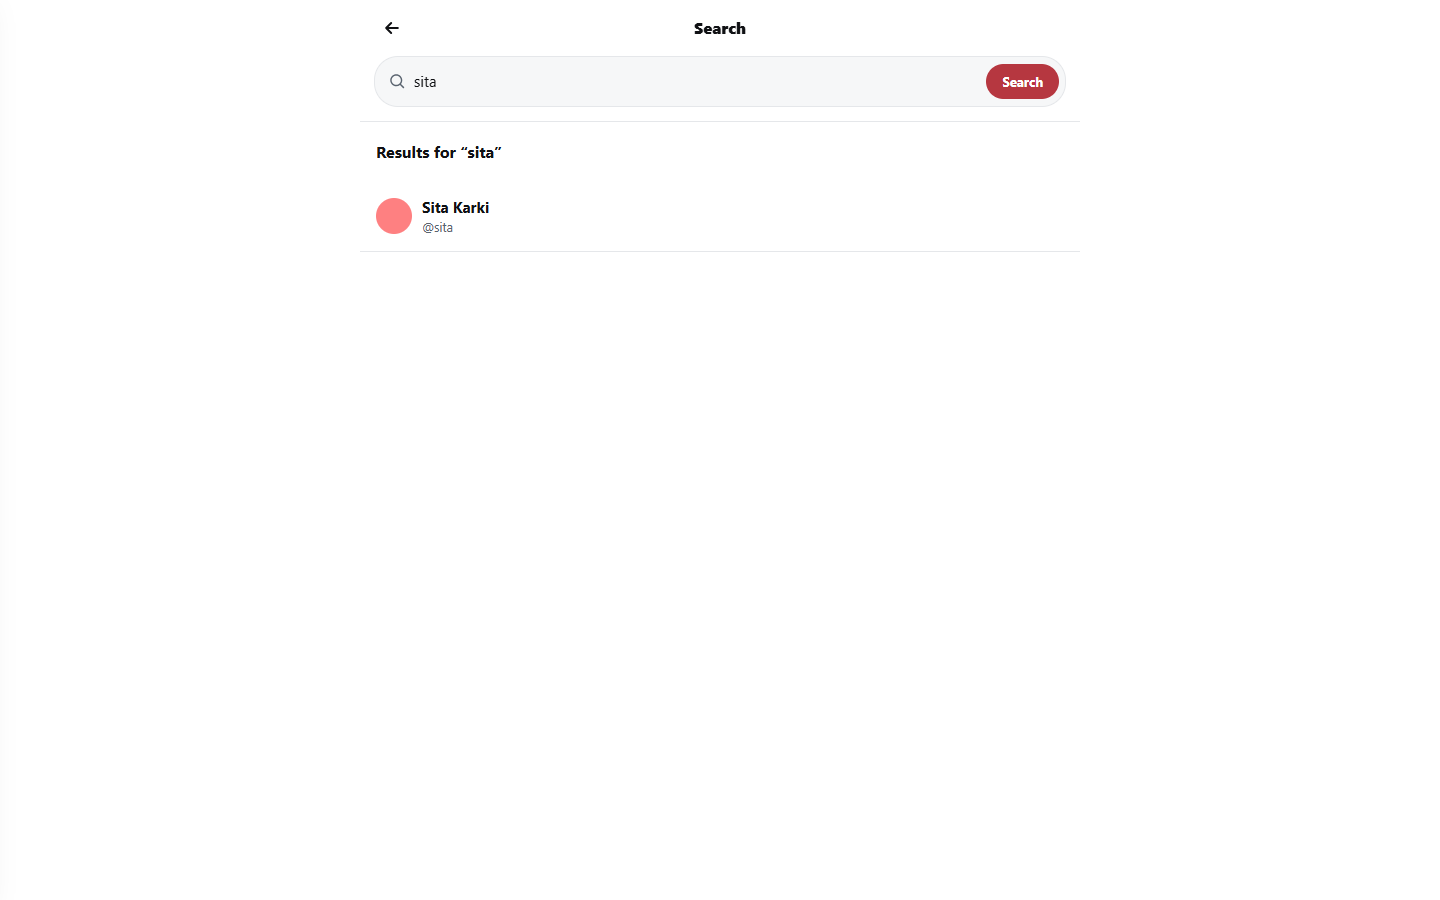 Search
sita
Search
Results for “sita”
Sita Karki
@sita